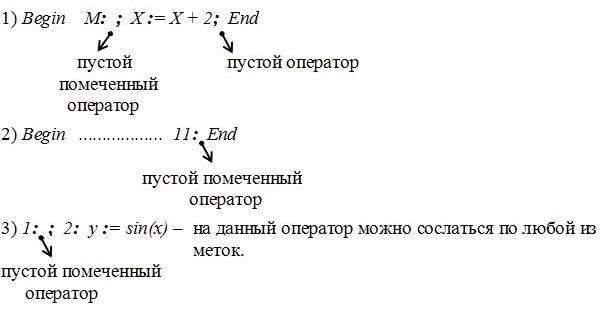 1) Begin M: ; X := X + 2; End
пустой пустой оператор
помеченный
оператор
2) Begin .................. 11: End
пустой помеченный
оператор
3) 1: ; 2: y := sin(x) – на данный оператор можно сослаться по любой из
меток.
пустой помеченный
оператор